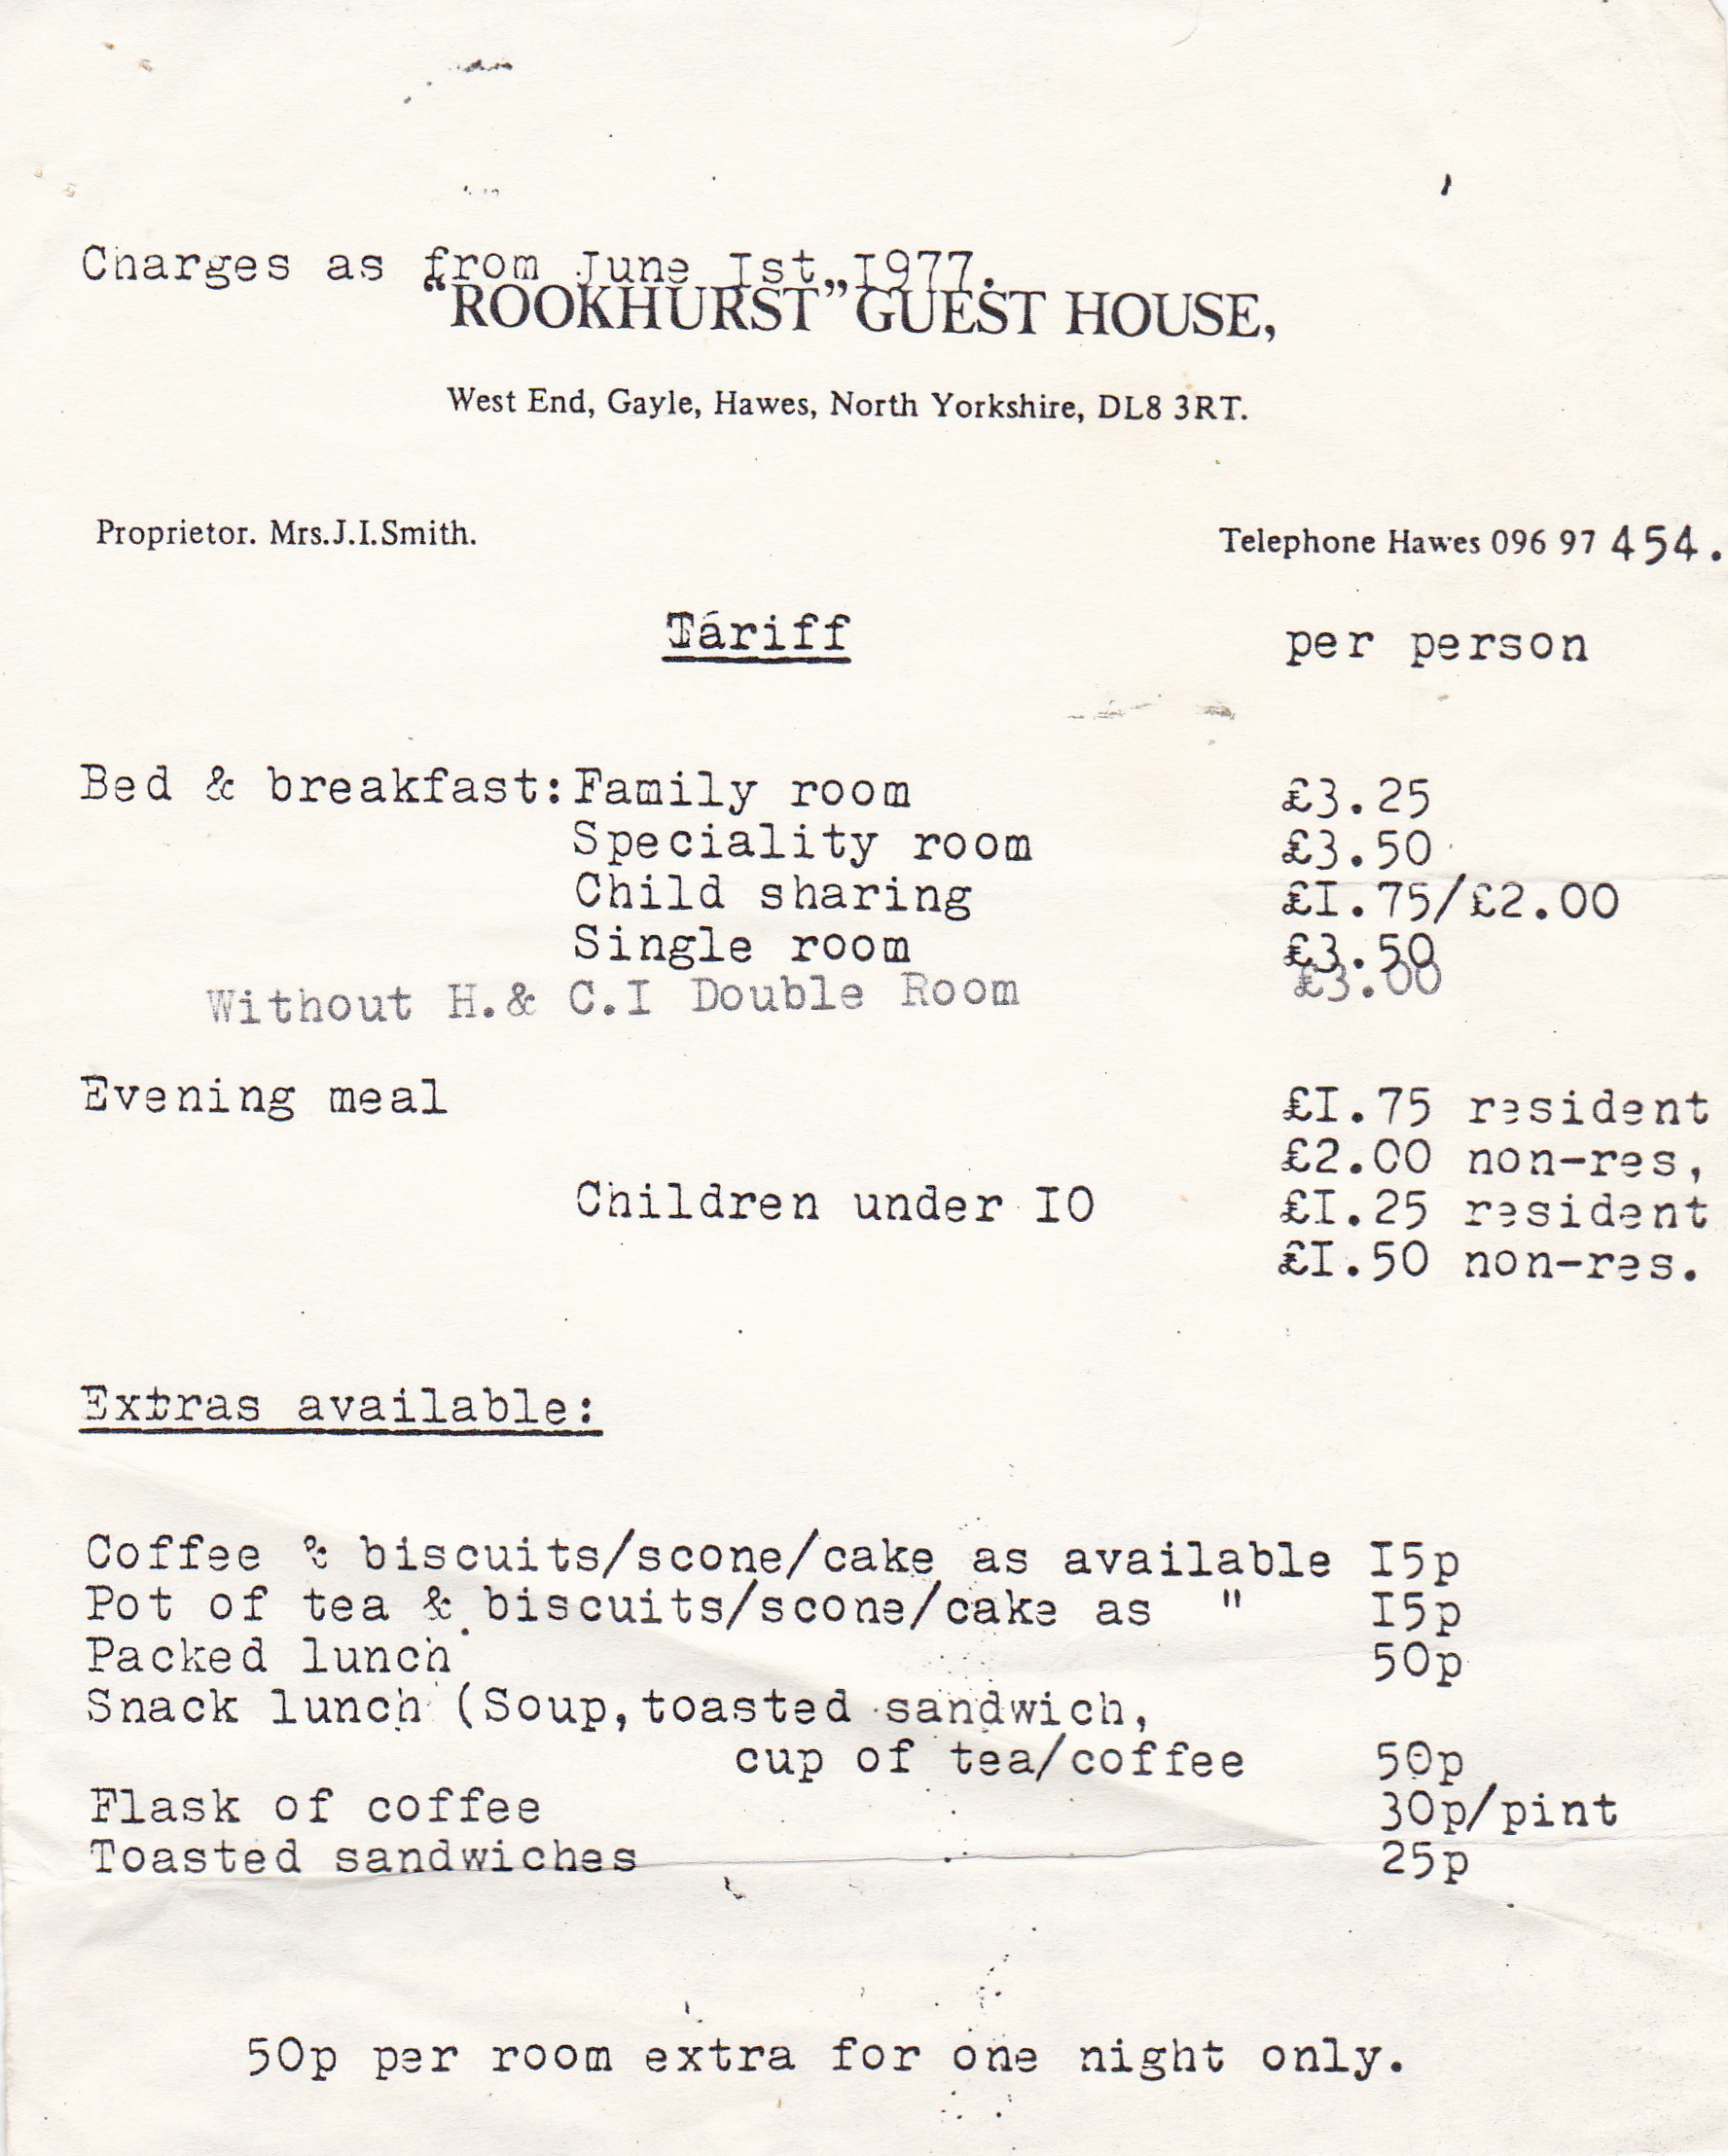 Charges as from June Ist I977.
“ROOKHURST” GUEST HOUSE,
West End, Gayle, Hawes, North Yorkshire, DL8 3RT.
Proprietor. Mrs.J.I.Smith.
Telephone Hawes 096 97 454.
Tariff per person
Bed & breakfast:Family room £3.25
Speciality room £3.50
Child sharing £I.75/£2.00
Single room £3.50
Without H.& C.I Double Room £3.00
Evening meal £I.75 resident
£2.00 non-res,
Children under IO £I.25 resident
£I.50 non-res.
Extras available:
Coffee & biscuits/scone/cake as available I5p
Pot of tea & biscuits/scone/cake as " I5p
Packed lunch 50p
Snack lunch (Soup,toasted sandwich,
cup of tea/coffee 50p
Flask of coffee 30p/pint
Toasted sandwiches 25p
50p per room extra for one night only.